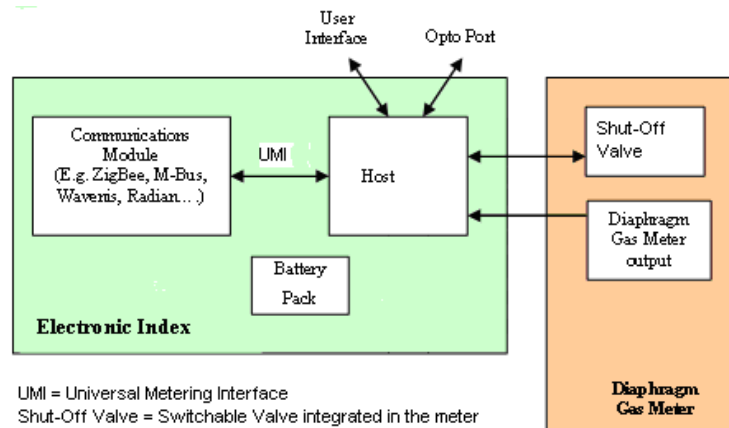 User
Interface
Opto Port
Communications
Module
(E.g. ZigBee, M-Bus,
Wavenis, Radian…)
UMI
Host
Shut-Off
Valve
Diaphragm
Gas Meter
output
Battery
Pack
Electronic Index
UMI = Universal Metering Interface
Shut-Off Valve = Switchable Valve integrated in the meter
Diaphragm
Gas Meter